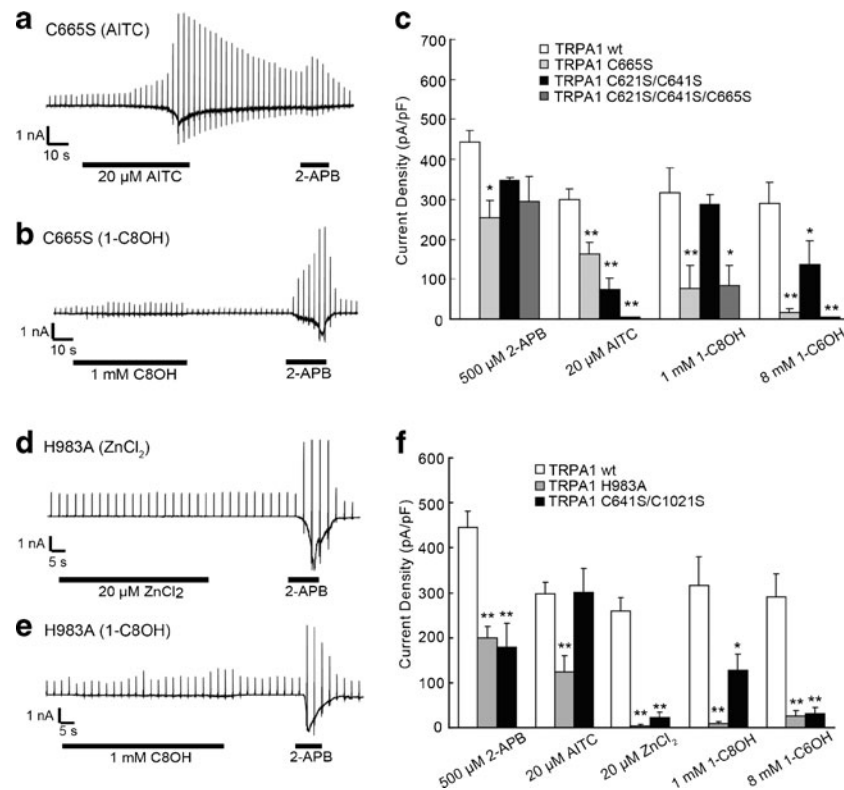 a
C665S (AITC)
1 nA
10 s
20 µM AITC
2-APB
b
C665S (1-C8OH)
1 nA
10 s
1 mM C8OH
2-APB
c
Current Density (pA/pF)
700
600
500
400
300
200
100
0
TRPA1 wt
TRPA1 C665S
TRPA1 C621S/C641S
TRPA1 C621S/C641S/C665S
*
**
**
**
**
*
**
*
**
500 µM 2-APB
20 µM AITC
1 mM 1-C8OH
8 mM 1-C6OH
d
H983A (ZnCl₂)
1 nA
5 s
20 µM ZnCl2
2-APB
e
H983A (1-C8OH)
1 nA
5 s
1 mM C8OH
2-APB
f
Current Density (pA/pF)
600
500
400
300
200
100
0
TRPA1 wt
TRPA1 H983A
TRPA1 C641S/C1021S
** **
**
** **
**
*
** **
500 µM 2-APB
20 µM AITC
20 µM ZnCl₂
1 mM 1-C8OH
8 mM 1-C6OH